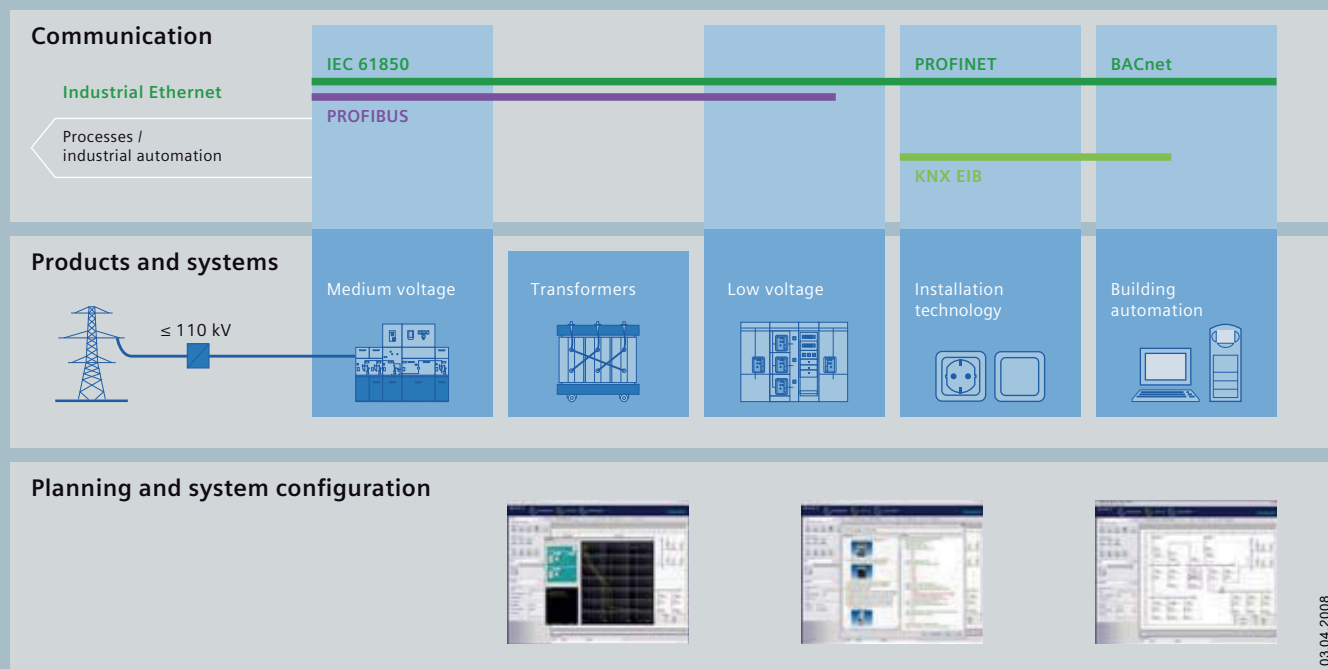 Communication
IEC 61850
PROFINET
BACnet
Industrial Ethernet
PROFIBUS
Processes /
industrial automation
KNX EIB
Products and systems
Medium voltage
Transformers
Low voltage
Installation
technology
Building
automation
≤ 110 kV
Planning and system configuration
03.04.2008